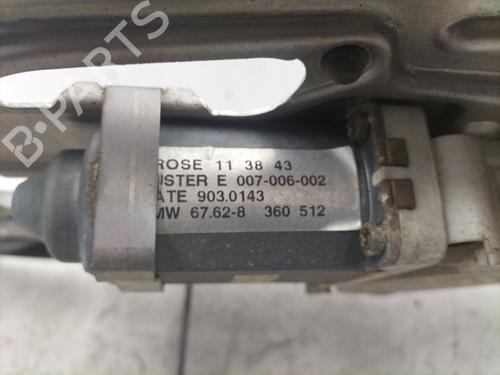 B-PARTS
ROSE 11 38 43
USTER E 007-006-002
ATE 903.0143
MW 67.62-8 360 512